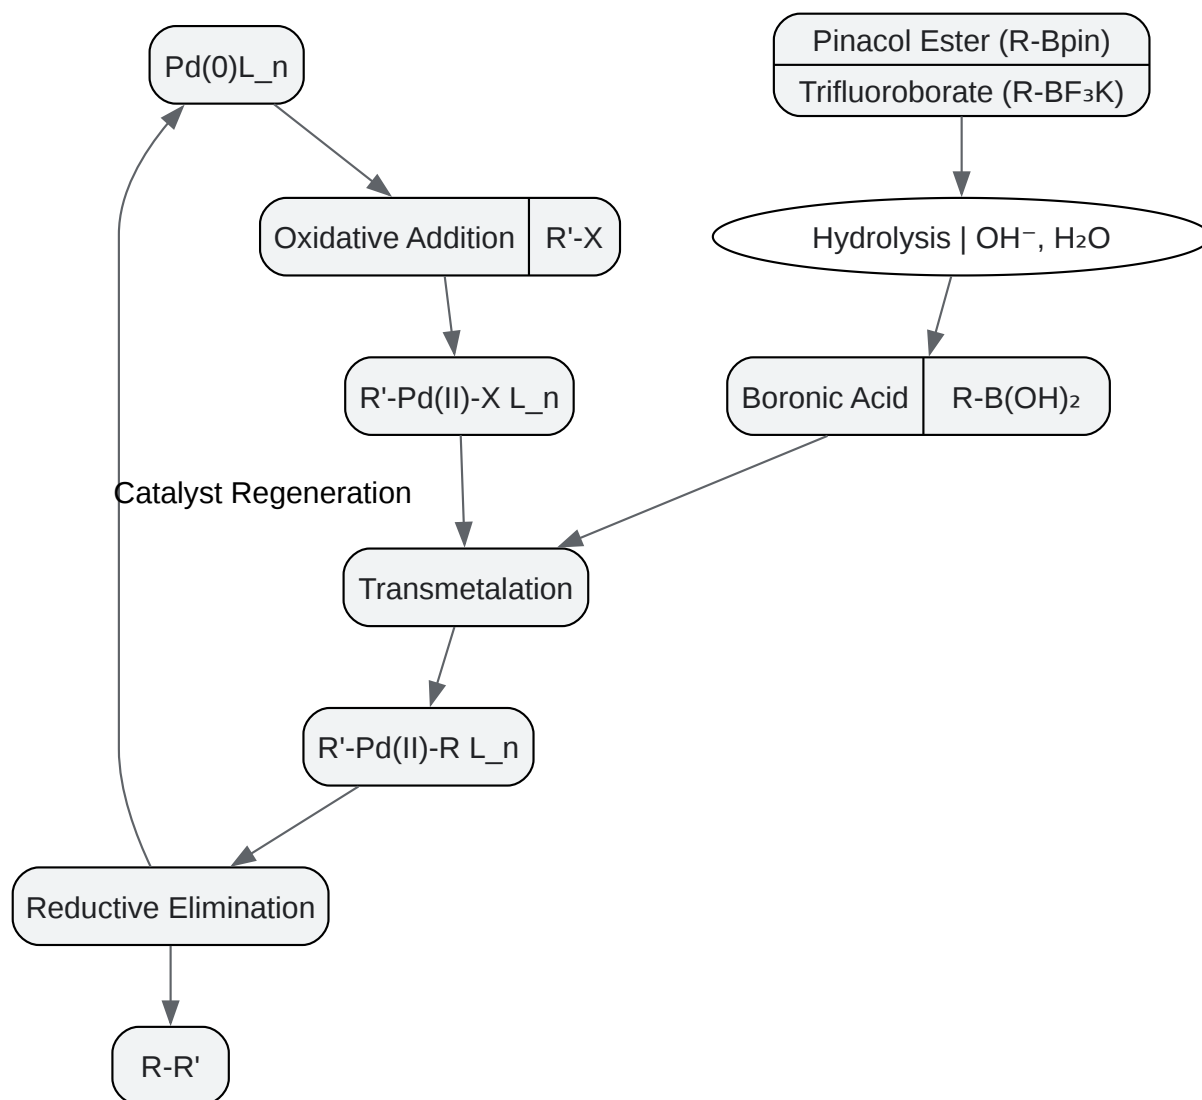 Pd(0)L_n
Pinacol Ester (R-Bpin)
Trifluoroborate (R-BF₃K)
Oxidative Addition
R'-X
Hydrolysis | OH⁻, H₂O
R'-Pd(II)-X L_n
Boronic Acid
R-B(OH)₂
Catalyst Regeneration
Transmetalation
R'-Pd(II)-R L_n
Reductive Elimination
R-R'